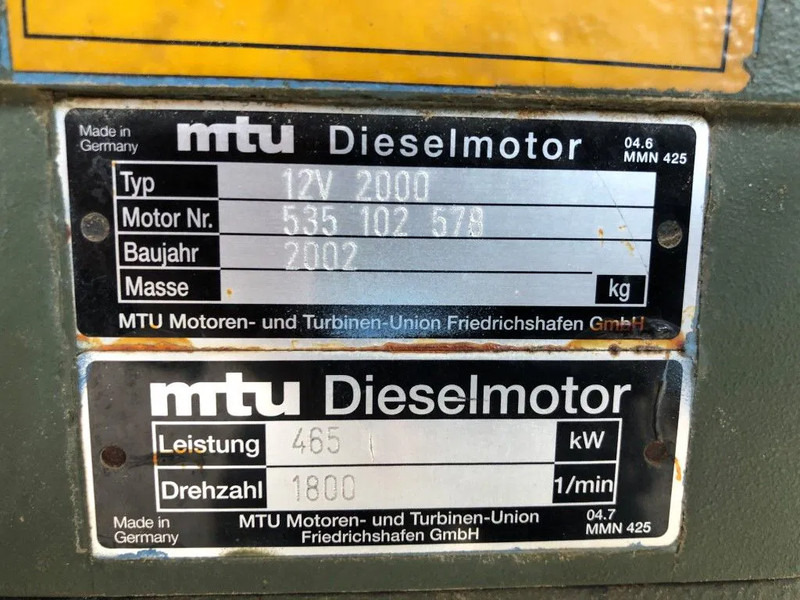 Made in
Germany
mtu Dieselmotor
04.6
MMN 425
Typ 12V 2000
Motor Nr. 535 102 578
Baujahr 2002
Masse kg
MTU Motoren- und Turbinen-Union Friedrichshafen GmbH
mtu Dieselmotor
Leistung 465 kW
Drehzahl 1800 1/min
Made in
Germany
MTU Motoren- und Turbinen-Union
Friedrichshafen GmbH
04.7
MMN 425